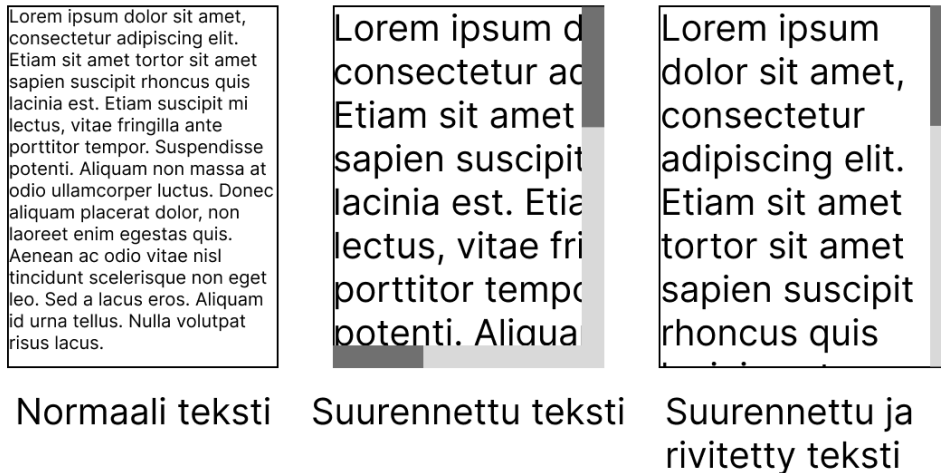 Lorem ipsum dolor sit amet,
consectetur adipiscing elit.
Etiam sit amet tortor sit amet
sapien suscipit rhoncus quis
lacinia est. Etiam suscipit mi
lectus, vitae fringilla ante
porttitor tempor. Suspendisse
potenti. Aliquam non massa at
odio ullamcorper luctus. Donec
aliquam placerat dolor, non
laoreet enim egestas quis.
Aenean ac odio vitae nisl
tincidunt scelerisque non eget
leo. Sed a lacus eros. Aliquam
id urna tellus. Nulla volutpat
risus lacus.
Normaali teksti
Lorem ipsum d
consectetur ac
Etiam sit amet
sapien suscipit
lacinia est. Etia
lectus, vitae fri
porttitor tempo
potenti. Aliqua
Suurennettu teksti
Lorem ipsum
dolor sit amet,
consectetur
adipiscing elit.
Etiam sit amet
tortor sit amet
sapien suscipit
rhoncus quis
Suurennettu ja
rivitetty teksti